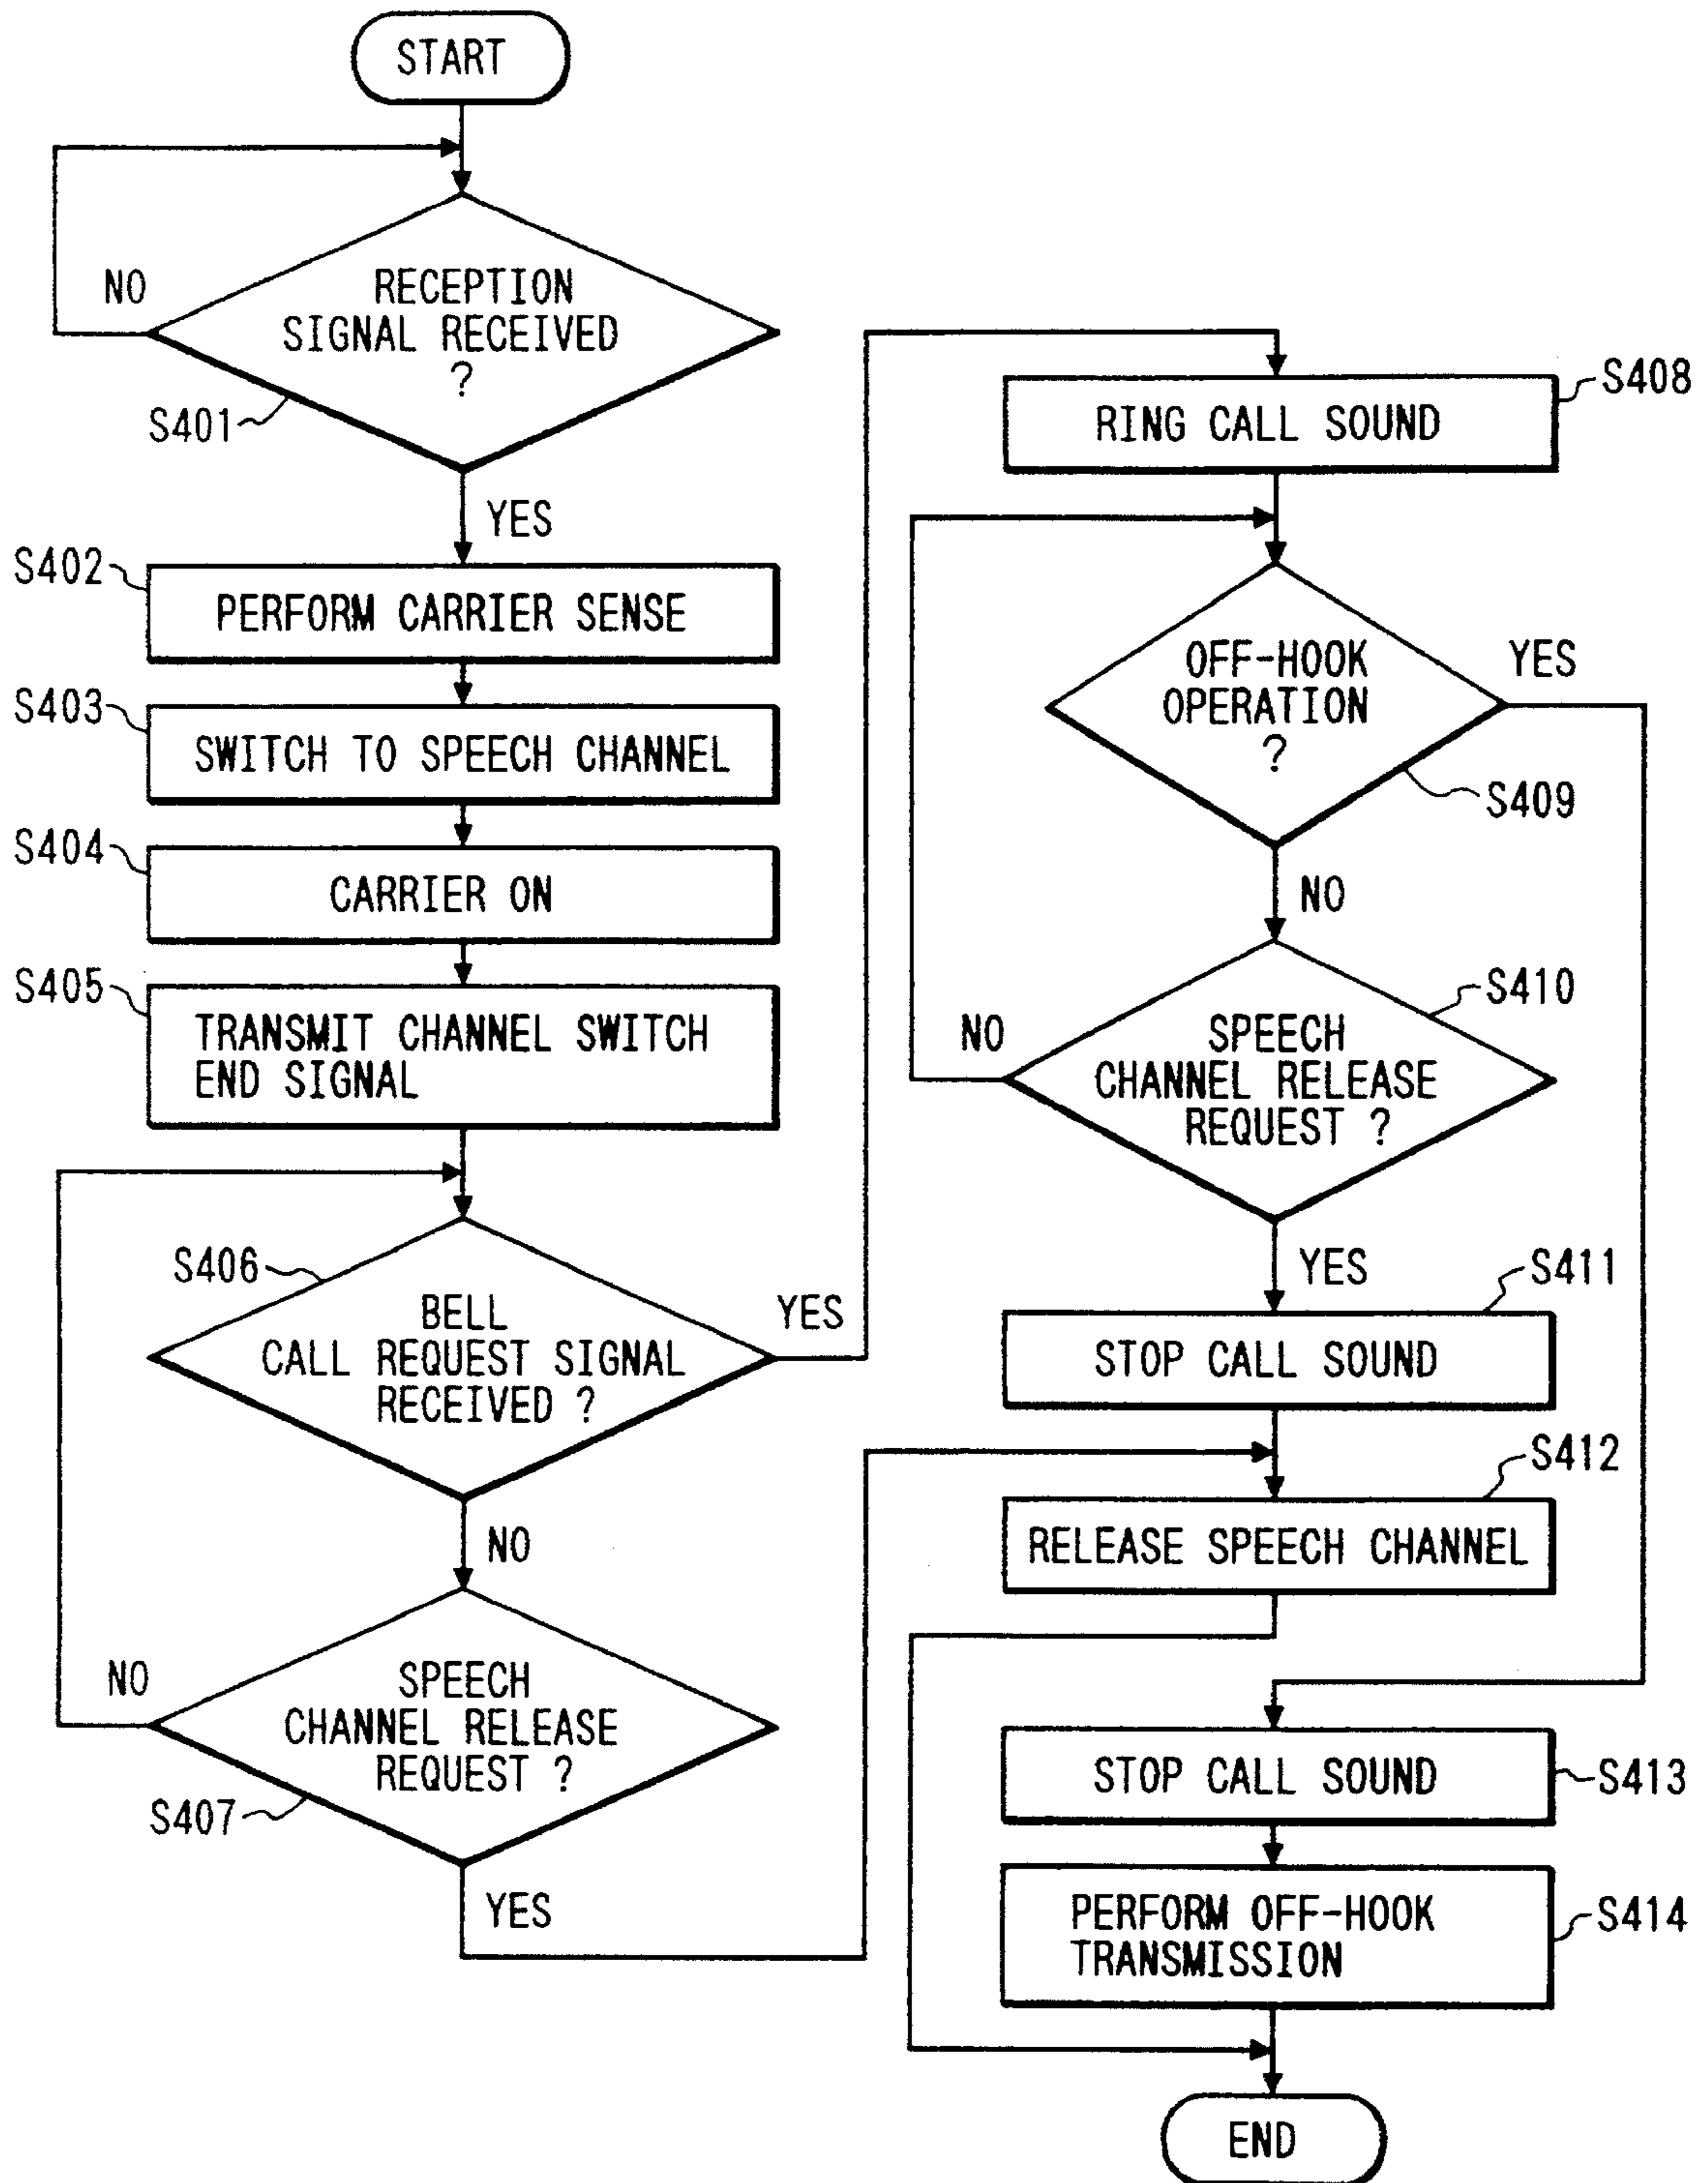 START
NO
RECEPTION
SIGNAL RECEIVED
?
S401
YES
S402
PERFORM CARRIER SENSE
S403
SWITCH TO SPEECH CHANNEL
S404
CARRIER ON
S405
TRANSMIT CHANNEL SWITCH
END SIGNAL
S406
BELL
CALL REQUEST SIGNAL
RECEIVED ?
YES
NO
NO
SPEECH
CHANNEL RELEASE
REQUEST ?
S407
YES
S408
RING CALL SOUND
OFF-HOOK
OPERATION
?
YES
S409
NO
S410
NO
SPEECH
CHANNEL RELEASE
REQUEST ?
YES
S411
STOP CALL SOUND
S412
RELEASE SPEECH CHANNEL
STOP CALL SOUND
S413
PERFORM OFF-HOOK
TRANSMISSION
S414
END